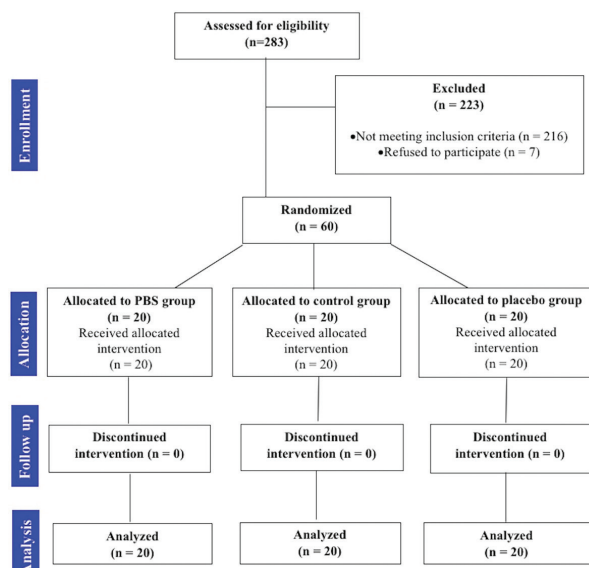 Assessed for eligibility
(n=283)
Enrollment
Excluded
(n = 223)
•Not meeting inclusion criteria (n = 216)
•Refused to participate (n = 7)
Randomized
(n = 60)
Allocation
Allocated to PBS group
(n = 20)
Received allocated
intervention
(n = 20)
Allocated to control group
(n = 20)
Received allocated
intervention
(n = 20)
Allocated to placebo group
(n = 20)
Received allocated
intervention
(n = 20)
Follow up
Discontinued
intervention (n = 0)
Discontinued
intervention (n = 0)
Discontinued
intervention (n = 0)
Analysis
Analyzed
(n = 20)
Analyzed
(n = 20)
Analyzed
(n = 20)